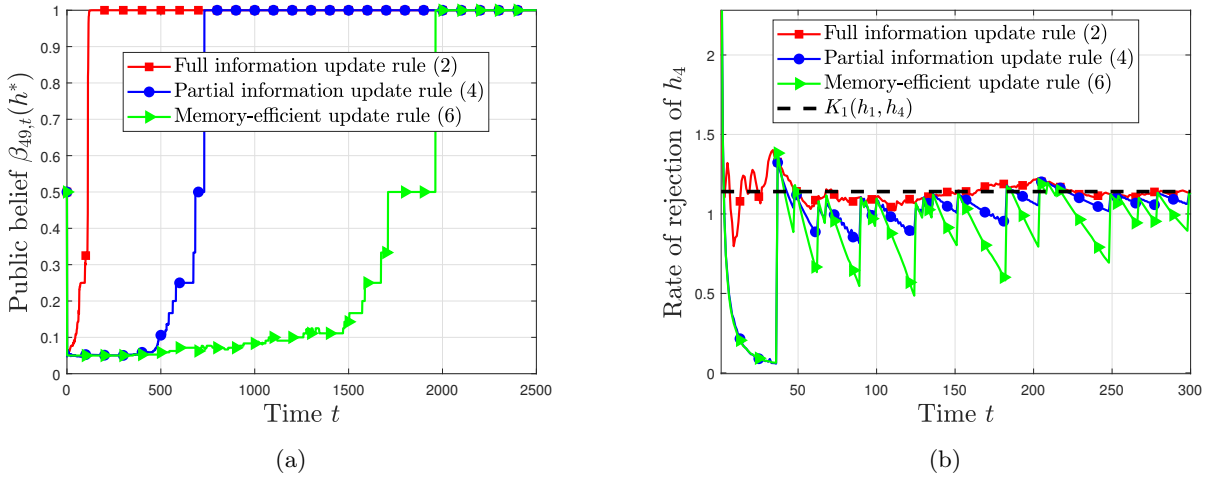 Public belief β49,t(h*)
1
0.9
0.8
0.7
0.6
0.5
0.4
0.3
0.2
0.1
0
Full information update rule (2)
Partial information update rule (4)
Memory-efficient update rule (6)
0 500 1000 1500 2000 2500
Time t
(a)
Rate of rejection of h4
2
1.5
1
0.5
0
Full information update rule (2)
Partial information update rule (4)
Memory-efficient update rule (6)
K1(h1, h4)
50 100 150 200 250 300
Time t
(b)